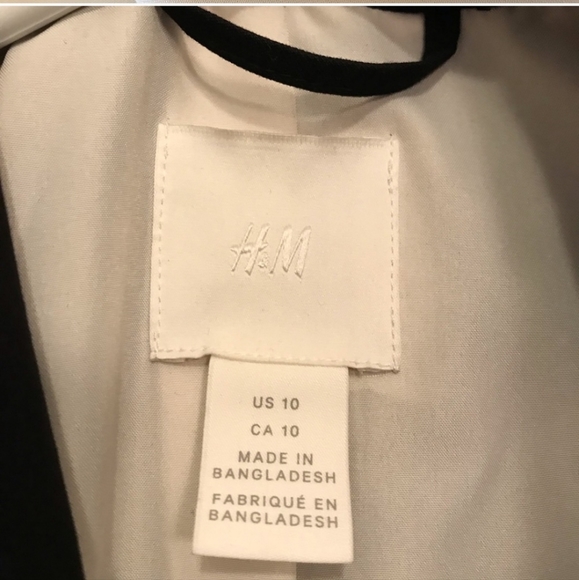 H&M
US 10
CA 10
MADE IN
BANGLADESH
FABRIQUÉ EN
BANGLADESH